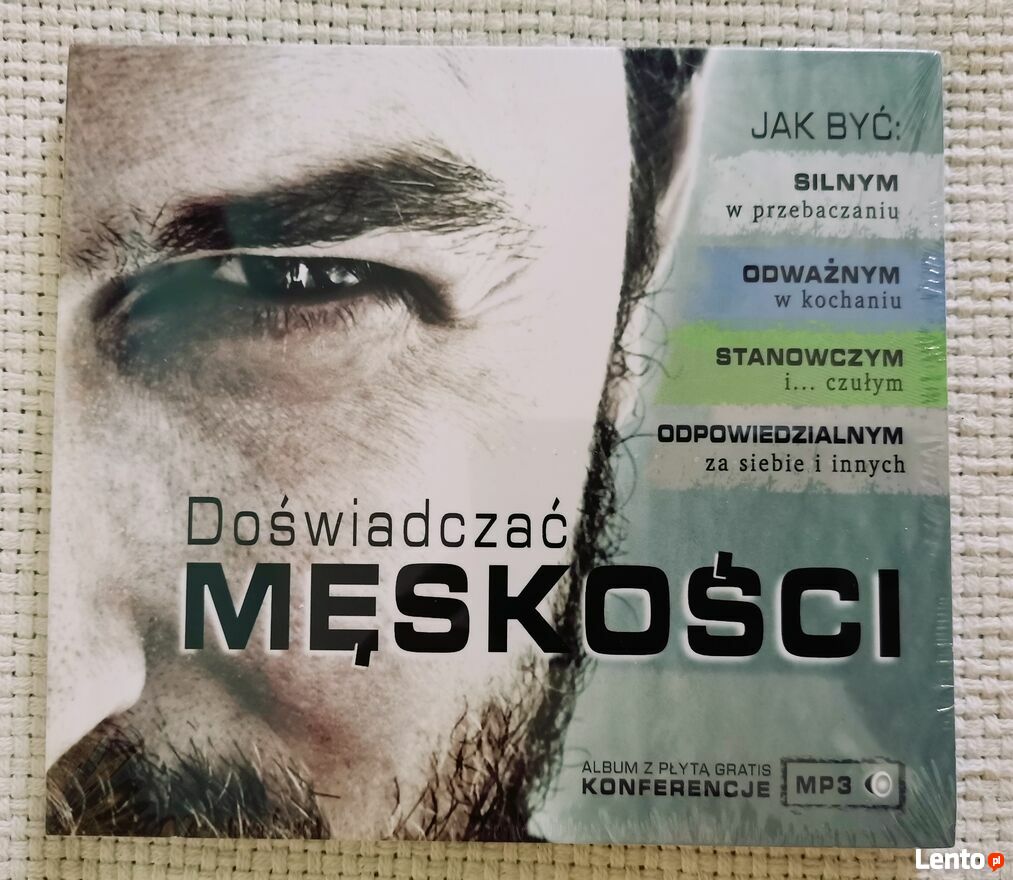 JAK BYĆ:
SILNYM
w przebaczaniu
ODWAŻNYM
w kochaniu
STANOWCZYM
i... czułym
ODPOWIEDZIALNYM
za siebie i innych
Doświadczać
MĘSKOŚCI
ALBUM Z PŁYTĄ GRATIS
KONFERENCJE
MP3
Lento.pl